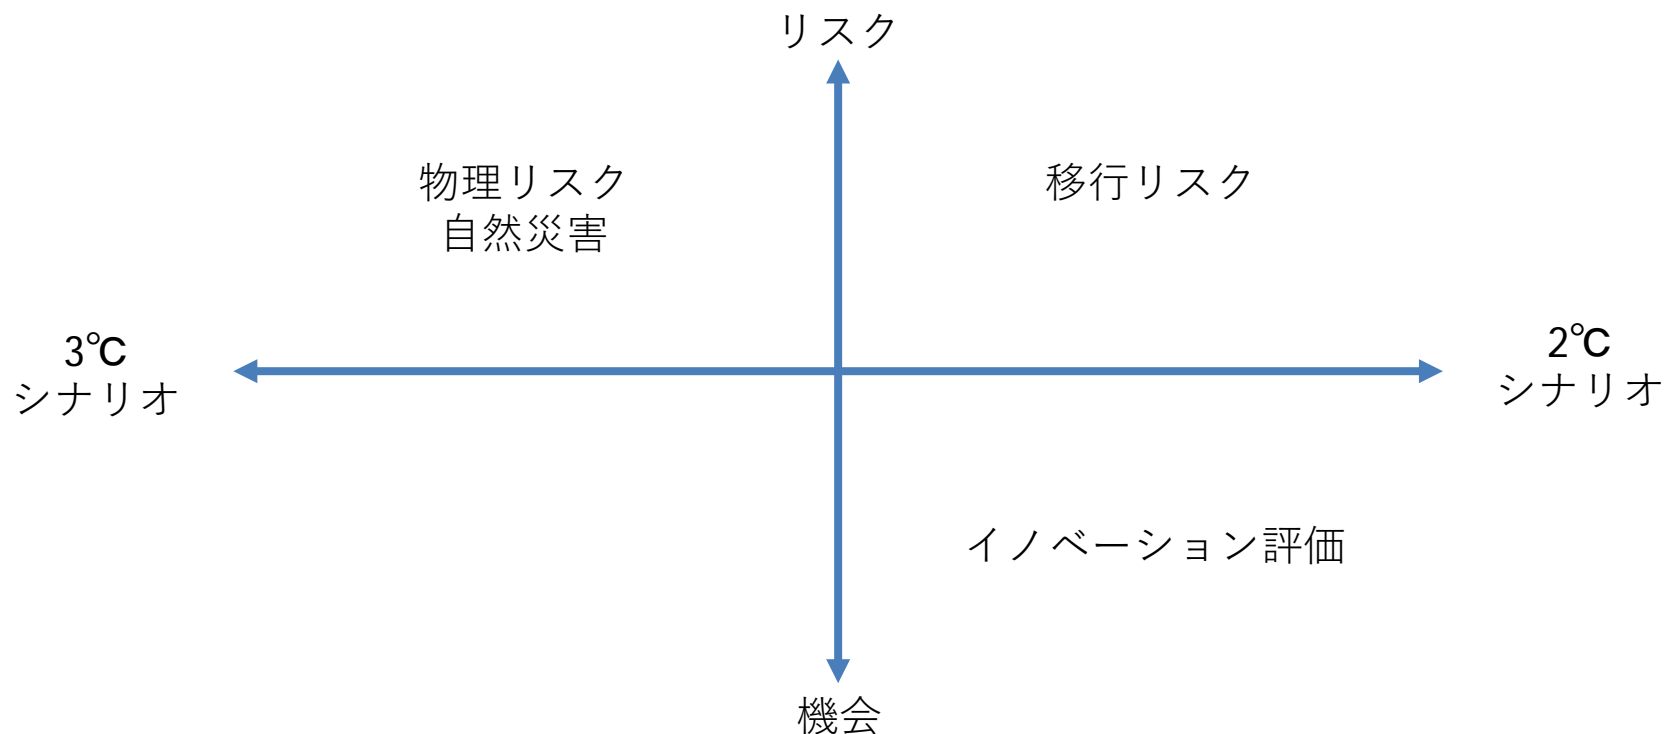 リスク
物理リスク
自然災害
移行リスク
3℃
シナリオ
2℃
シナリオ
イノベーション評価
機会